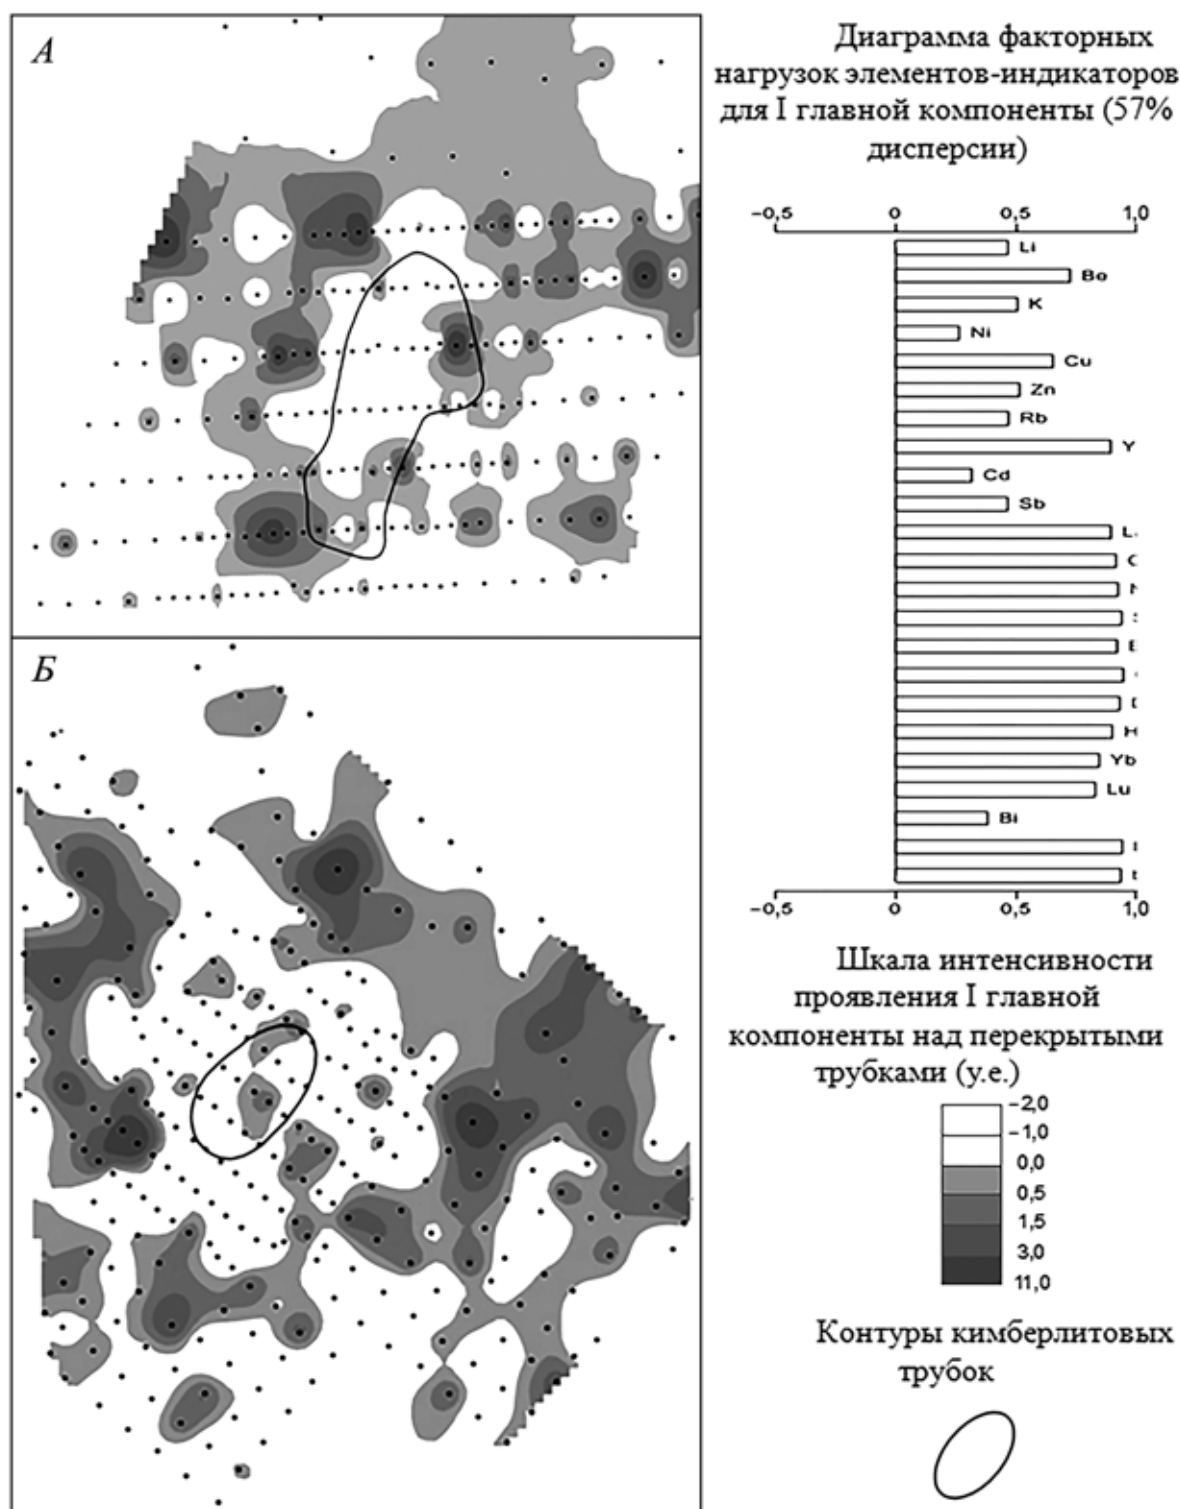 А
Диаграмма факторных
нагрузок элементов-индикаторов
для I главной компоненты (57%
дисперсии)
−0,5 0 0,5 1,0
Li
Bo
K
Ni
Cu
Zn
Rb
Y
Cd
Sb
H
Yb
Lu
Bi
−0,5 0 0,5 1,0
Б
Шкала интенсивности
проявления I главной
компоненты над перекрытыми
трубками (у.е.)
−2,0
−1,0
0,0
0,5
1,5
3,0
11,0
Контуры кимберлитовых
трубок